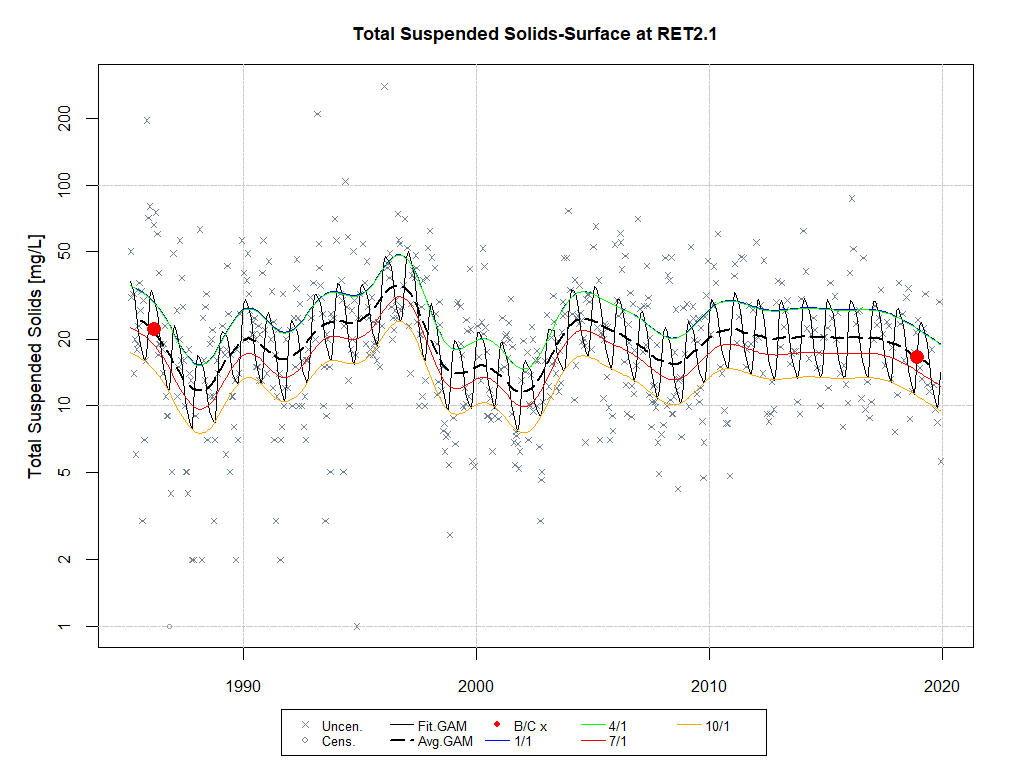 Total Suspended Solids-Surface at RET2.1
Total Suspended Solids [mg/L]
200
100
50
20
10
5
2
1
1990 2000 2010 2020
Uncen. Fit.GAM B/C x 4/1 10/1
Cens. Avg.GAM 1/1 7/1